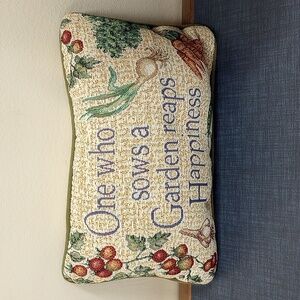 One who
sows a
Garden reaps
Happiness